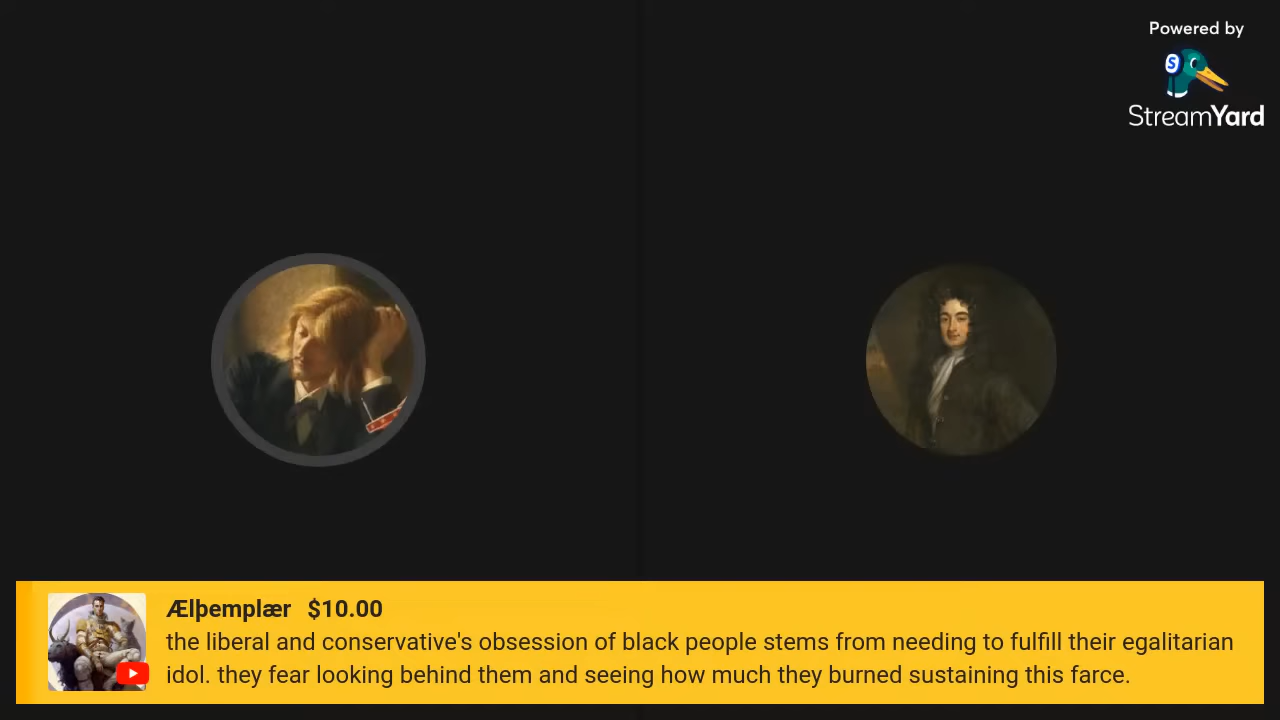 Powered by
S
StreamYard
Ælþemplær $10.00
the liberal and conservative's obsession of black people stems from needing to fulfill their egalitarian
idol. they fear looking behind them and seeing how much they burned sustaining this farce.